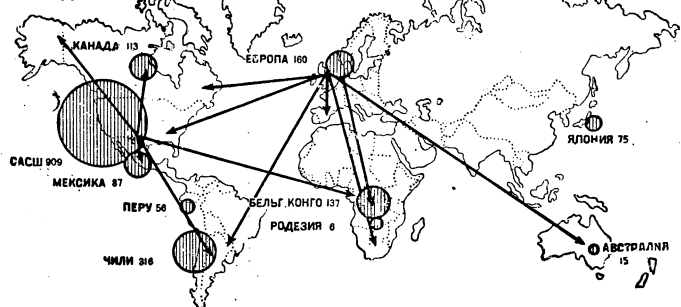 КАНАДА 113
ЕВРОПА 160
ЯПОНИЯ 75
САСШ 909
МЕКСИКА 87
ПЕРУ 56
БЕЛЬГ. КОНГО 137
РОДЕЗИЯ 6
ЧИЛИ 316
АВСТРАЛИЯ
15